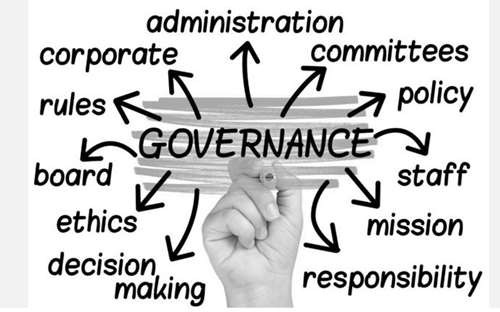 administration
corporate
committees
rules
policy
GOVERNANCE
board
staff
ethics
mission
decision
making
responsibility